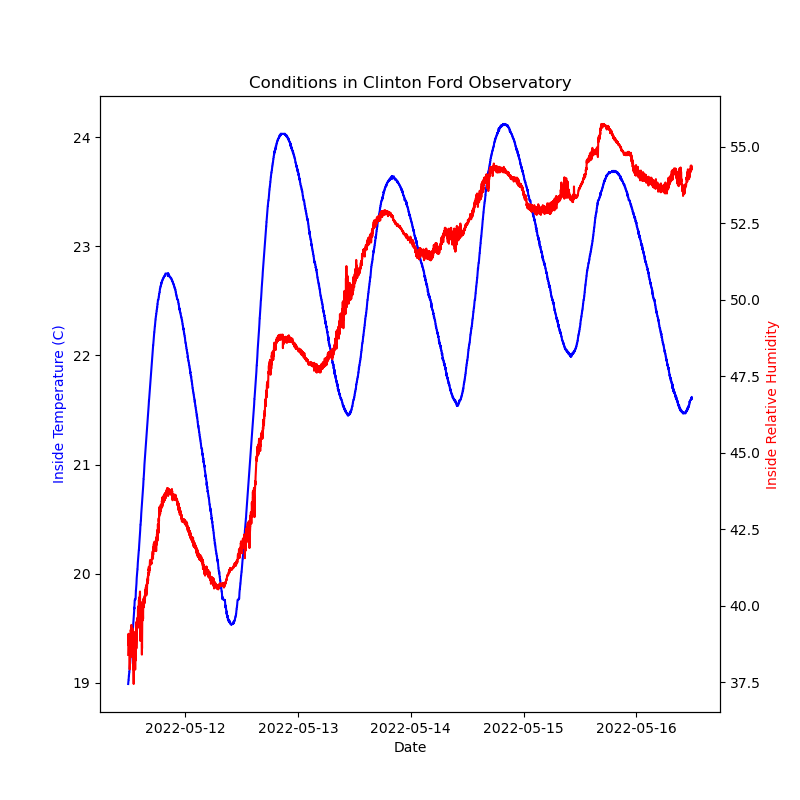 Conditions in Clinton Ford Observatory
Inside Temperature (C)
24
23
22
21
20
19
55.0
52.5
50.0
47.5
45.0
42.5
40.0
37.5
Inside Relative Humidity
2022-05-12 2022-05-13 2022-05-14 2022-05-15 2022-05-16
Date